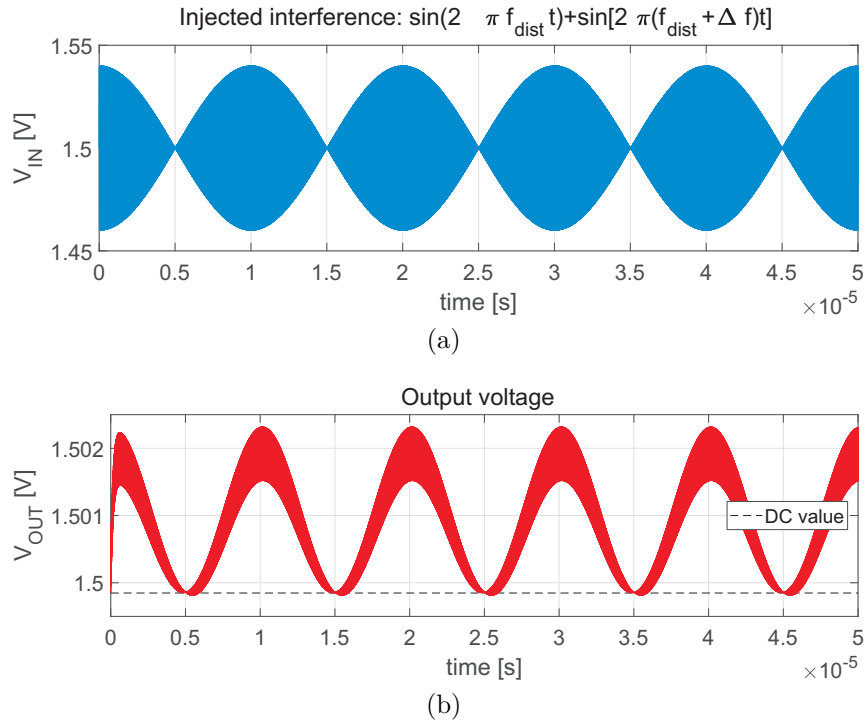 Injected interference: sin(2 π f_dist t)+sin[2 π(f_dist+Δ f)t]
1.55
1.5
1.45
V_IN [V]
0 0.5 1 1.5 2 2.5 3 3.5 4 4.5 5
time [s]
×10^-5
(a)
Output voltage
1.502
1.501
1.5
V_OUT [V]
DC value
0 0.5 1 1.5 2 2.5 3 3.5 4 4.5 5
time [s]
×10^-5
(b)